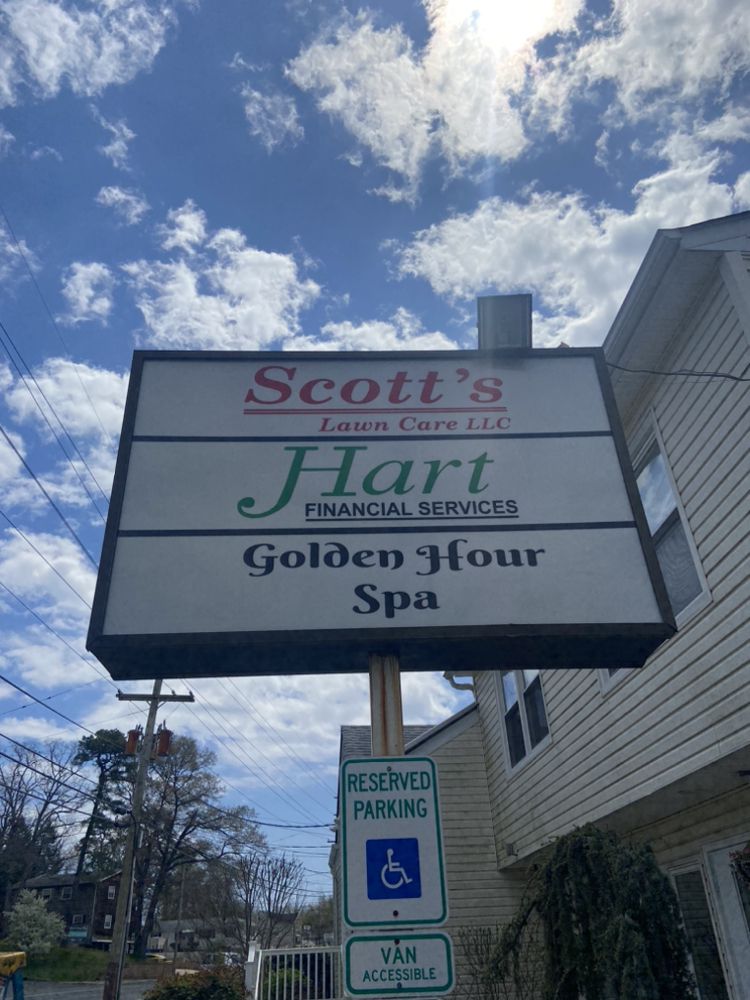 Scott's
Lawn Care LLC
Hart
FINANCIAL SERVICES
Golden Hour
Spa
RESERVED
PARKING
VAN
ACCESSIBLE